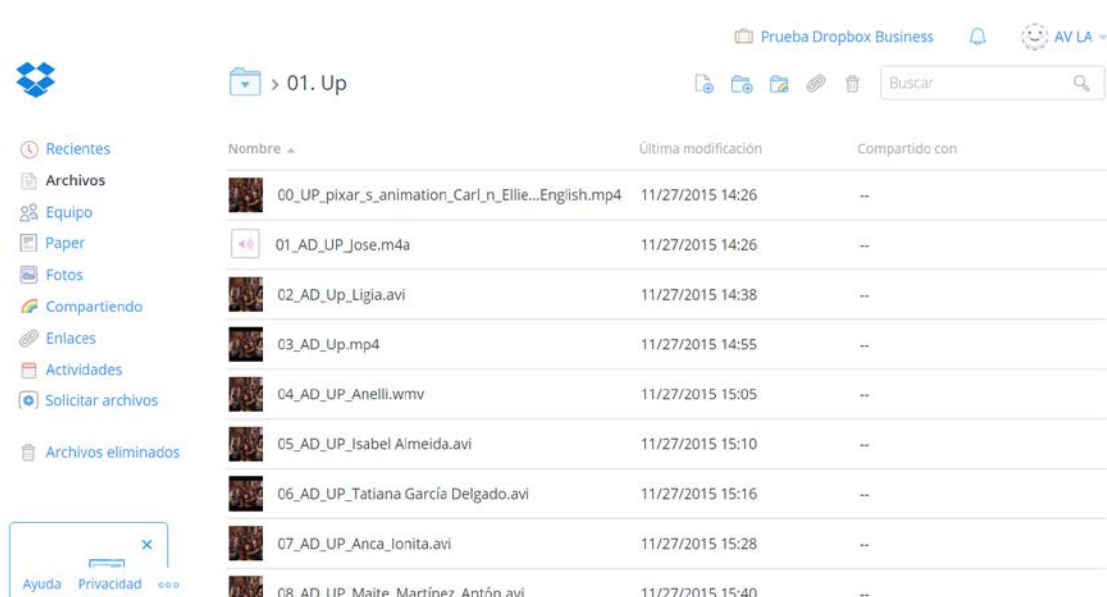 Prueba Dropbox Business AV LA
01. Up
Buscar
Recientes
Archivos
Equipo
Paper
Fotos
Compartiendo
Enlaces
Actividades
Solicitar archivos
Archivos eliminados
Ayuda Privacidad
Nombre Última modificación Compartido con
00_UP_pixar_s_animation_Carl_n_Ellie...English.mp4 11/27/2015 14:26 --
01_AD_UP_Jose.m4a 11/27/2015 14:26 --
02_AD_Up_Ligia.avi 11/27/2015 14:38 --
03_AD_Up.mp4 11/27/2015 14:55 --
04_AD_UP_Anelli.wmv 11/27/2015 15:05 --
05_AD_UP_Isabel Almeida.avi 11/27/2015 15:10 --
06_AD_UP_Tatiana García Delgado.avi 11/27/2015 15:16 --
07_AD_UP_Anca_Ionita.avi 11/27/2015 15:28 --
08_AD_UP_Maite_Martínez_Antón.avi 11/27/2015 15:40 --